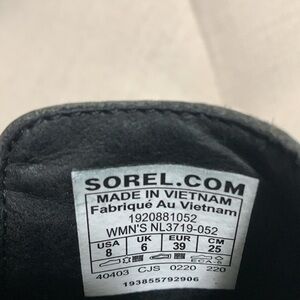 SOREL.COM
MADE IN VIETNAM
Fabriqué Au Vietnam
1920881052
WMN'S NL3719-052
USA UK EUR CM
8 6 39 25
40403 CJS 0220 220
193855792906